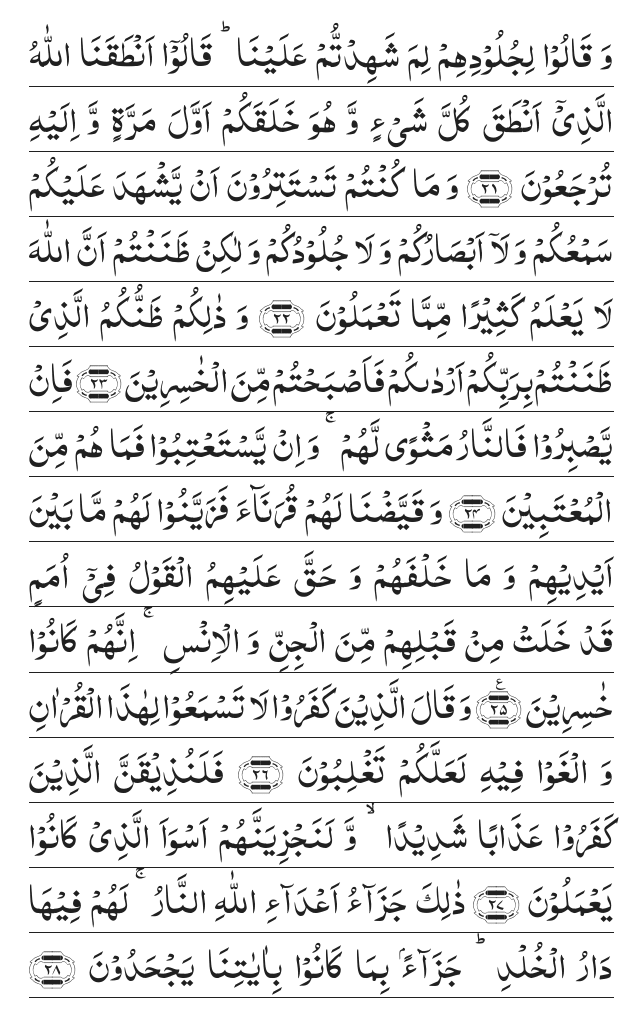 وَ قَالُوۡا لِجُلُوۡدِهِمۡ لِمَ شَهِدۡتُّمۡ عَلَيۡنَا ؕ قَالُوۡۤا اَنۡطَقَنَا اللّٰهُ
الَّذِىۡۤ اَنۡطَقَ كُلَّ شَىۡءٍ وَّ هُوَ خَلَقَكُمۡ اَوَّلَ مَرَّةٍ وَّ اِلَيۡهِ
تُرۡجَعُوۡنَ ﴿۲۱﴾ وَ مَا كُنۡتُمۡ تَسۡتَتِرُوۡنَ اَنۡ يَّشۡهَدَ عَلَيۡكُمۡ
سَمۡعُكُمۡ وَ لَاۤ اَبۡصَارُكُمۡ وَ لَا جُلُوۡدُكُمۡ وَ لٰكِنۡ ظَنَنۡتُمۡ اَنَّ اللّٰهَ
لَا يَعۡلَمُ كَثِيۡرًا مِّمَّا تَعۡمَلُوۡنَ ﴿۲۲﴾ وَ ذٰلِكُمۡ ظَنُّكُمُ الَّذِىۡ
ظَنَنۡتُمۡ بِرَبِّكُمۡ اَرۡدٰٮكُمۡ فَاَصۡبَحۡتُمۡ مِّنَ الۡخٰسِرِيۡنَ ﴿۲۳﴾ فَاِنۡ
يَّصۡبِرُوۡا فَالنَّارُ مَثۡوًى لَّهُمۡ ۚ وَ اِنۡ يَّسۡتَعۡتِبُوۡا فَمَا هُمۡ مِّنَ
الۡمُعۡتَبِيۡنَ ﴿۲۴﴾ وَ قَيَّضۡنَا لَهُمۡ قُرَنَآءَ فَزَيَّنُوۡا لَهُمۡ مَّا بَيۡنَ
اَيۡدِيۡهِمۡ وَ مَا خَلۡفَهُمۡ وَ حَقَّ عَلَيۡهِمُ الۡقَوۡلُ فِىۡۤ اُمَمٍ
قَدۡ خَلَتۡ مِنۡ قَبۡلِهِمۡ مِّنَ الۡجِنِّ وَ الۡاِنۡسِ ۚ اِنَّهُمۡ كَانُوۡا
خٰسِرِيۡنَ ﴿۲۵﴾ ع وَ قَالَ الَّذِيۡنَ كَفَرُوۡا لَا تَسۡمَعُوۡا لِهٰذَا الۡقُرۡاٰنِ
وَ الۡغَوۡا فِيۡهِ لَعَلَّكُمۡ تَغۡلِبُوۡنَ ﴿۲۶﴾ فَلَنُذِيۡقَنَّ الَّذِيۡنَ
كَفَرُوۡا عَذَابًا شَدِيۡدًا ۙ وَّ لَنَجۡزِيَنَّهُمۡ اَسۡوَاَ الَّذِىۡ كَانُوۡا
يَعۡمَلُوۡنَ ﴿۲۷﴾ ذٰلِكَ جَزَآءُ اَعۡدَآءِ اللّٰهِ النَّارُ ۚ لَهُمۡ فِيۡهَا
دَارُ الۡخُلۡدِ ؕ جَزَآءًۢ بِمَا كَانُوۡا بِاٰيٰتِنَا يَجۡحَدُوۡنَ ﴿۲۸﴾